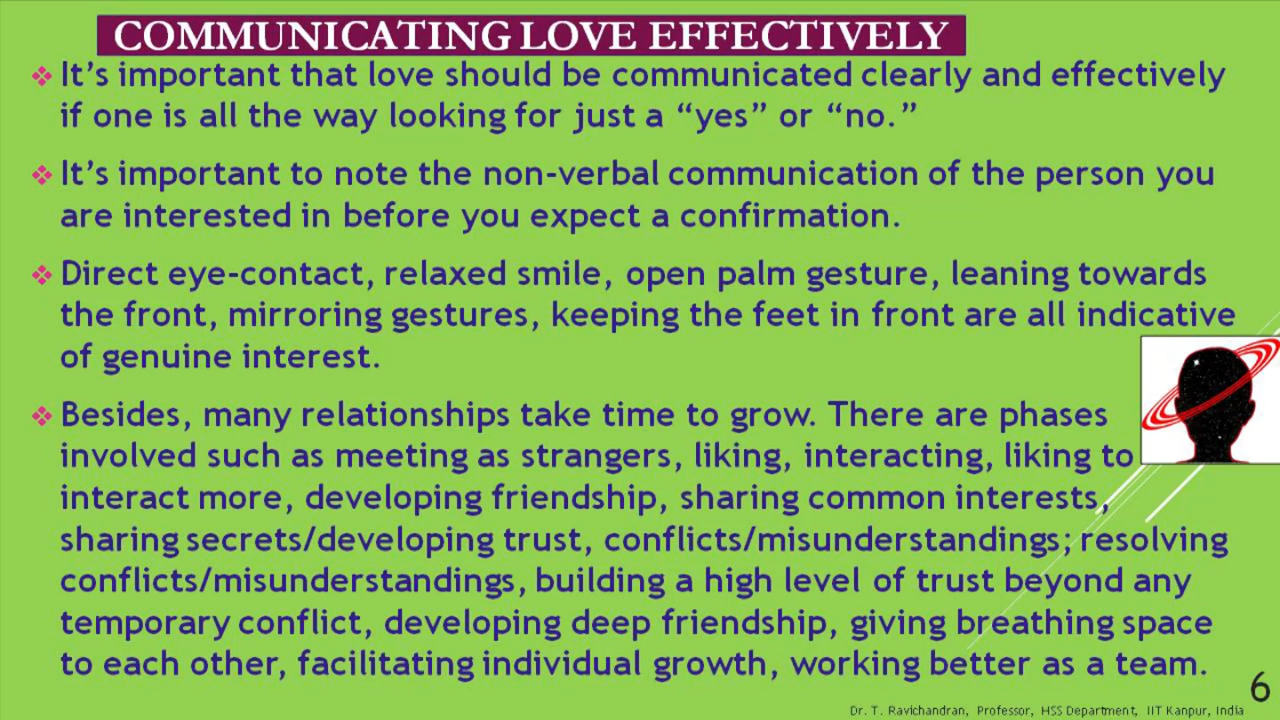 COMMUNICATING LOVE EFFECTIVELY
It's important that love should be communicated clearly and effectively
if one is all the way looking for just a “yes” or “no.”
It's important to note the non-verbal communication of the person you
are interested in before you expect a confirmation.
Direct eye-contact, relaxed smile, open palm gesture, leaning towards
the front, mirroring gestures, keeping the feet in front are all indicative
of genuine interest.
Besides, many relationships take time to grow. There are phases
involved such as meeting as strangers, liking, interacting, liking to
interact more, developing friendship, sharing common interests,
sharing secrets/developing trust, conflicts/misunderstandings; resolving
conflicts/misunderstandings, building a high level of trust beyond any
temporary conflict, developing deep friendship, giving breathing space
to each other, facilitating individual growth, working better as a team.
6
Dr. T. Ravichandran, Professor, HSS Department, IIT Kanpur, India